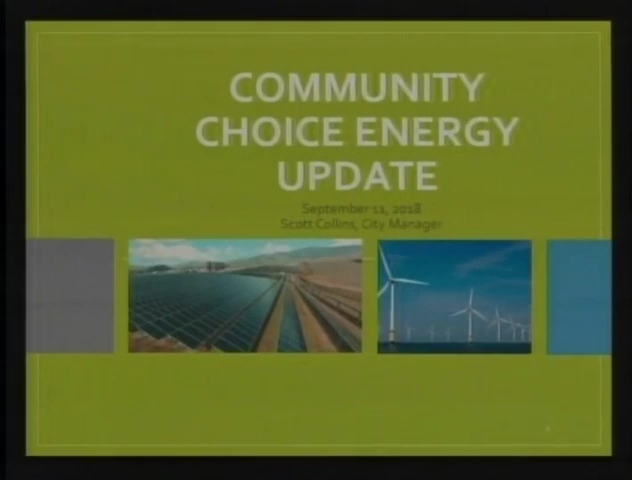 COMMUNITY
CHOICE ENERGY
UPDATE
September 11, 2018
Scott Collins, City Manager